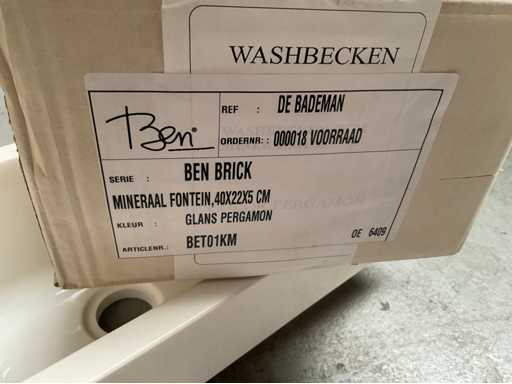 WASHBECKEN
Ben
REF : DE BADEMAN
ORDERNR.: 000018 VOORRAAD
SERIE : BEN BRICK
MINERAAL FONTEIN,40X22X5 CM
KLEUR : GLANS PERGAMON
ARTICLENR.: BET01KM
OE 6409